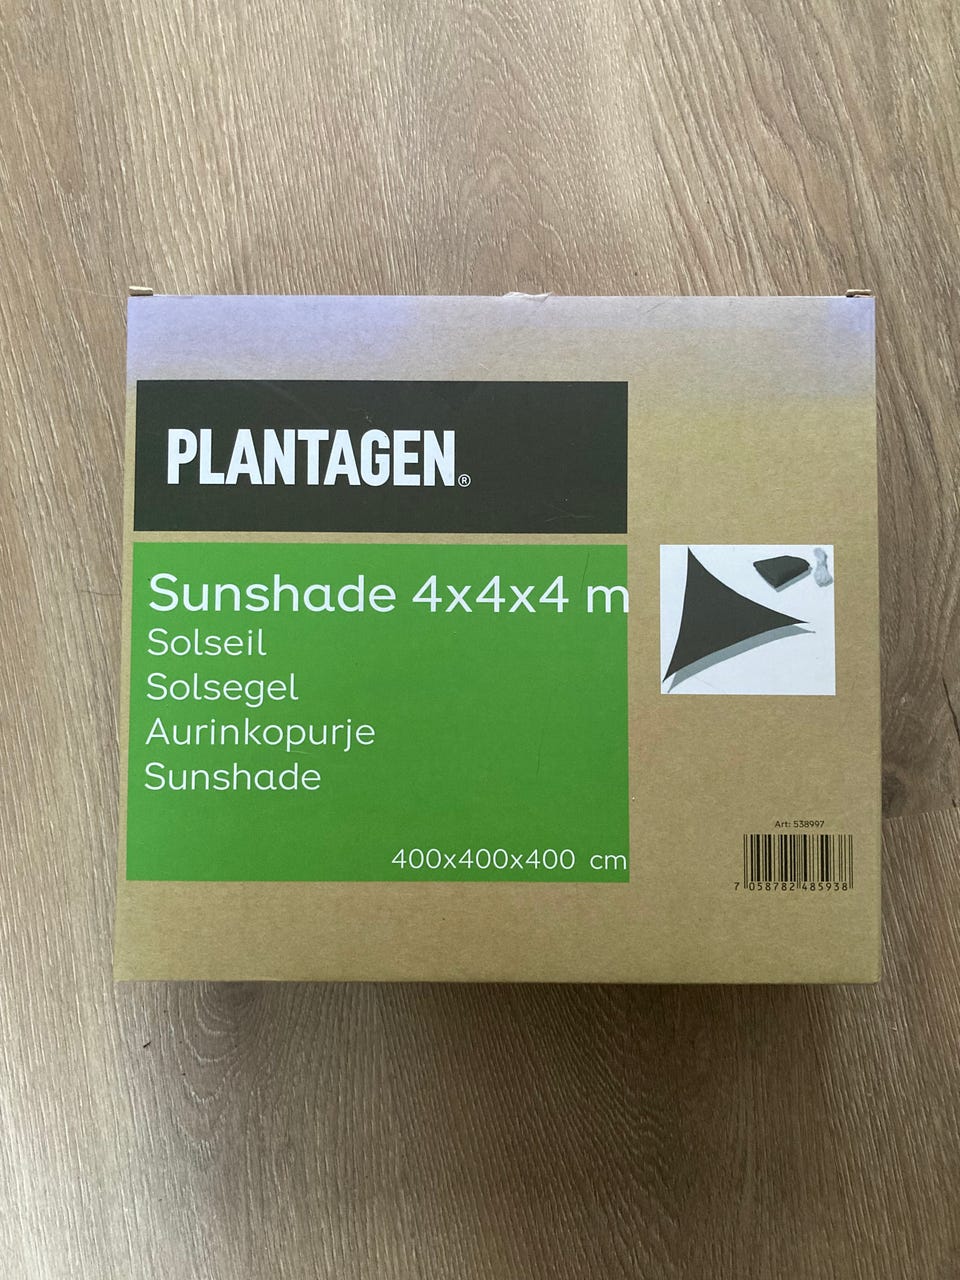 PLANTAGEN®
Sunshade 4x4x4 m
Solseil
Solsegel
Aurinkopurje
Sunshade
400x400x400 cm
Art: 538997
7 058782 485938